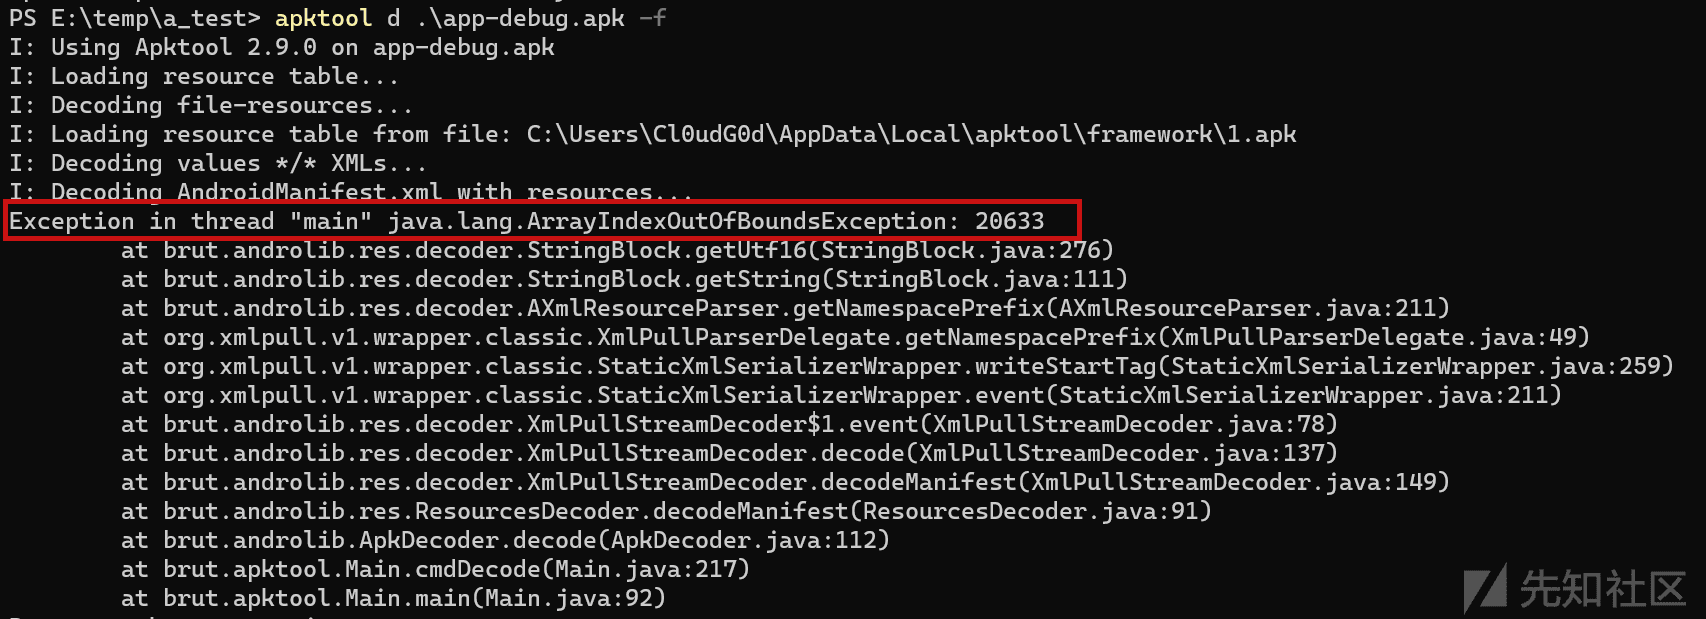 PS E:\temp\a_test> apktool d .\app-debug.apk -f
I: Using Apktool 2.9.0 on app-debug.apk
I: Loading resource table...
I: Decoding file-resources...
I: Loading resource table from file: C:\Users\Cl0udG0d\AppData\Local\apktool\framework\1.apk
I: Decoding values */* XMLs...
I: Decoding AndroidManifest.xml with resources...
Exception in thread "main" java.lang.ArrayIndexOutOfBoundsException: 20633
at brut.androlib.res.decoder.StringBlock.getUtf16(StringBlock.java:276)
at brut.androlib.res.decoder.StringBlock.getString(StringBlock.java:111)
at brut.androlib.res.decoder.AXmlResourceParser.getNamespacePrefix(AXmlResourceParser.java:211)
at org.xmlpull.v1.wrapper.classic.XmlPullParserDelegate.getNamespacePrefix(XmlPullParserDelegate.java:49)
at org.xmlpull.v1.wrapper.classic.StaticXmlSerializerWrapper.writeStartTag(StaticXmlSerializerWrapper.java:259)
at org.xmlpull.v1.wrapper.classic.StaticXmlSerializerWrapper.event(StaticXmlSerializerWrapper.java:211)
at brut.androlib.res.decoder.XmlPullStreamDecoder$1.event(XmlPullStreamDecoder.java:78)
at brut.androlib.res.decoder.XmlPullStreamDecoder.decode(XmlPullStreamDecoder.java:137)
at brut.androlib.res.decoder.XmlPullStreamDecoder.decodeManifest(XmlPullStreamDecoder.java:149)
at brut.androlib.res.ResourcesDecoder.decodeManifest(ResourcesDecoder.java:91)
at brut.androlib.ApkDecoder.decode(ApkDecoder.java:112)
at brut.apktool.Main.cmdDecode(Main.java:217)
at brut.apktool.Main.main(Main.java:92)
先知社区